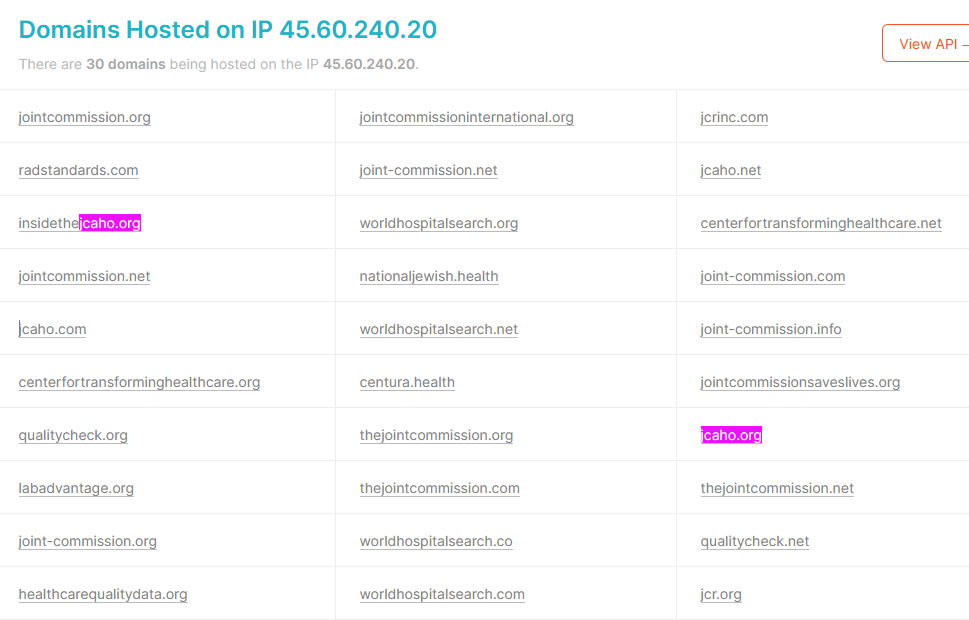 Domains Hosted on IP 45.60.240.20
View API –
There are 30 domains being hosted on the IP 45.60.240.20.
jointcommission.org jointcommissioninternational.org jcrinc.com
radstandards.com joint-commission.net jcaho.net
insidethejcaho.org worldhospitalsearch.org centerfortransforminghealthcare.net
jointcommission.net nationaljewish.health joint-commission.com
jcaho.com worldhospitalsearch.net joint-commission.info
centerfortransforminghealthcare.org centura.health jointcommissionsaveslives.org
qualitycheck.org thejointcommission.org jcaho.org
labadvantage.org thejointcommission.com thejointcommission.net
joint-commission.org worldhospitalsearch.co qualitycheck.net
healthcarequalitydata.org worldhospitalsearch.com jcr.org